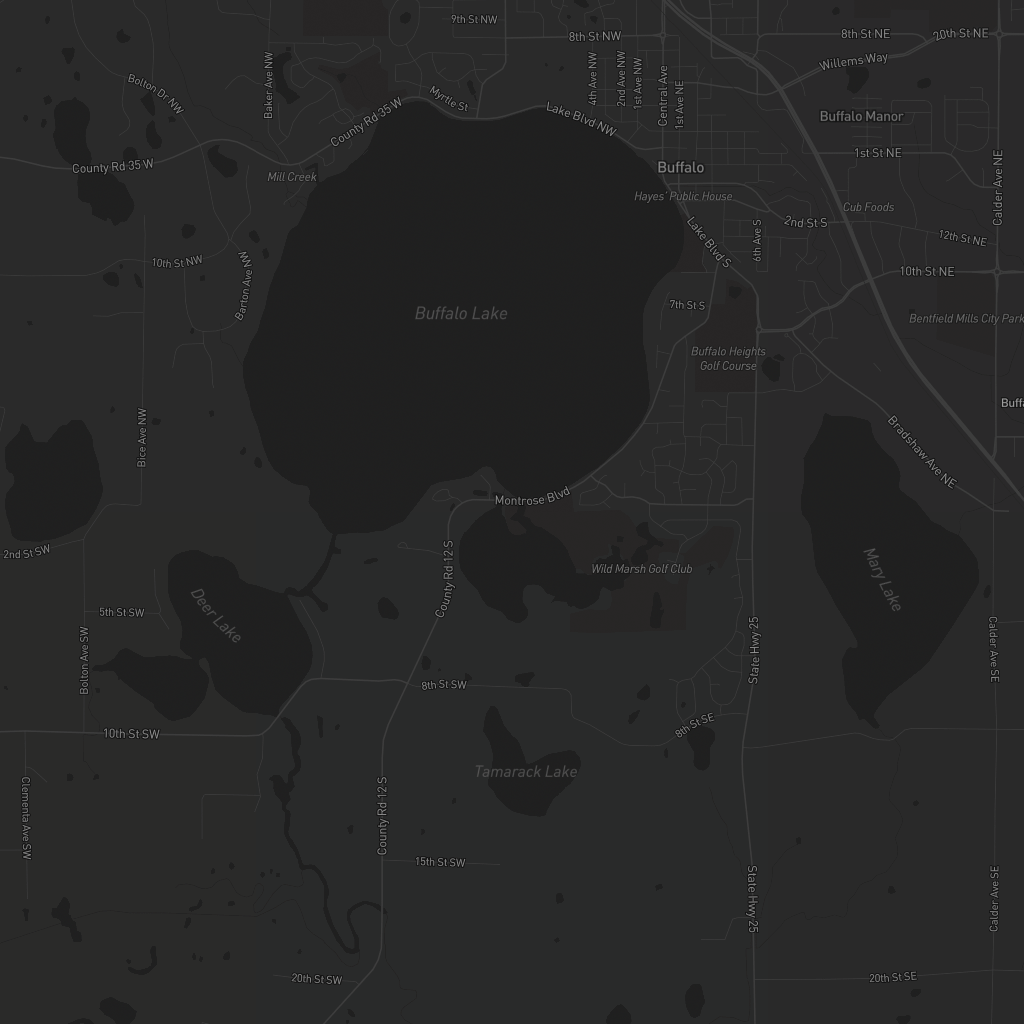 9th St NW
8th St NW
8th St NE
20th St NE
Willems Way
Baker Ave NW
4th Ave NW
2nd Ave NW
1st Ave NW
Central Ave
1st Ave NE
Bolton Dr NW
Myrtle St
County Rd 35 W
Lake Blvd NW
Buffalo Manor
County Rd 35 W
1st St NE
Calder Ave NE
Mill Creek
Buffalo
Hayes' Public House
Cub Foods
2nd St S
Lake Blvd S
6th Ave S
12th St NE
10th St NW
Barton Ave NW
10th St NE
7th St S
Buffalo Lake
Bentfield Mills City Park
Buffalo Heights
Golf Course
Buffa
Bice Ave NW
Bradshaw Ave NE
Montrose Blvd
2nd St SW
County Rd 12 S
Wild Marsh Golf Club
Mary Lake
Deer Lake
5th St SW
Bolton Ave SW
State Hwy 25
Calder Ave SE
8th St SW
8th St SE
10th St SW
Tamarack Lake
Clementa Ave SW
County Rd 12 S
15th St SW
State Hwy 25
Calder Ave SE
20th St SW
20th St SE